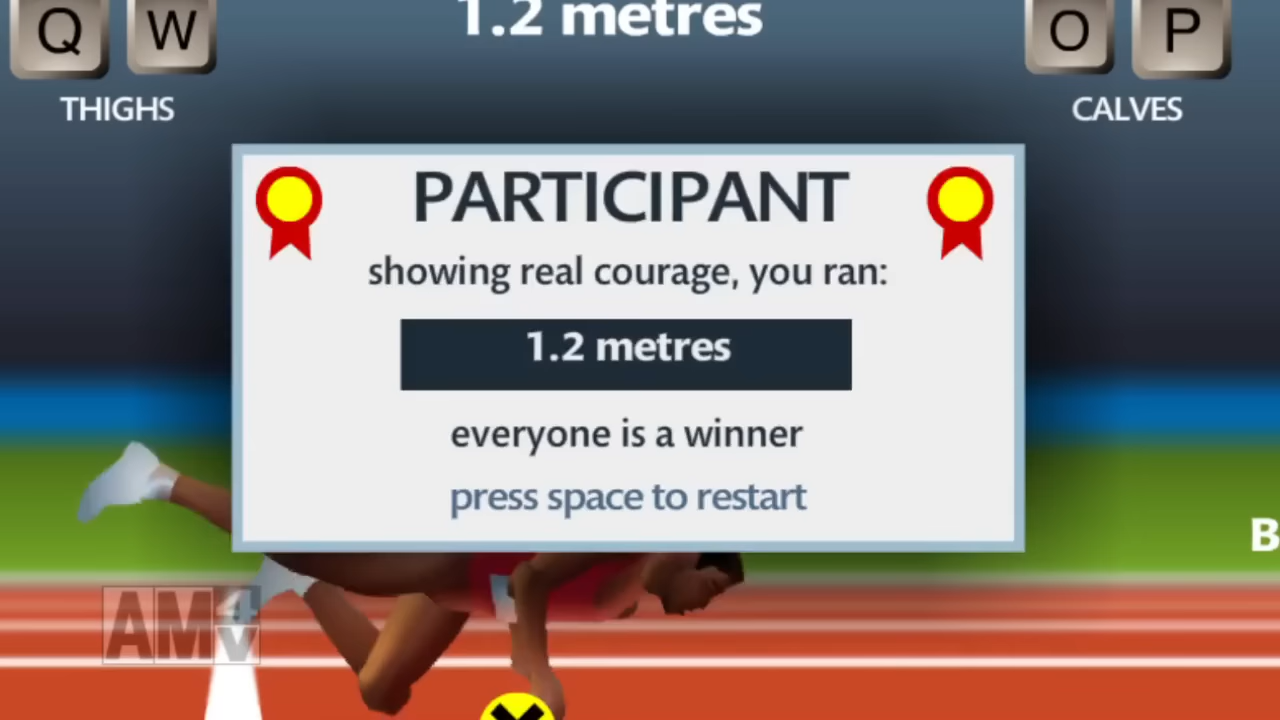 1.2 metres
Q W
O P
THIGHS
CALVES
PARTICIPANT
showing real courage, you ran:
1.2 metres
everyone is a winner
press space to restart
B
AM4v